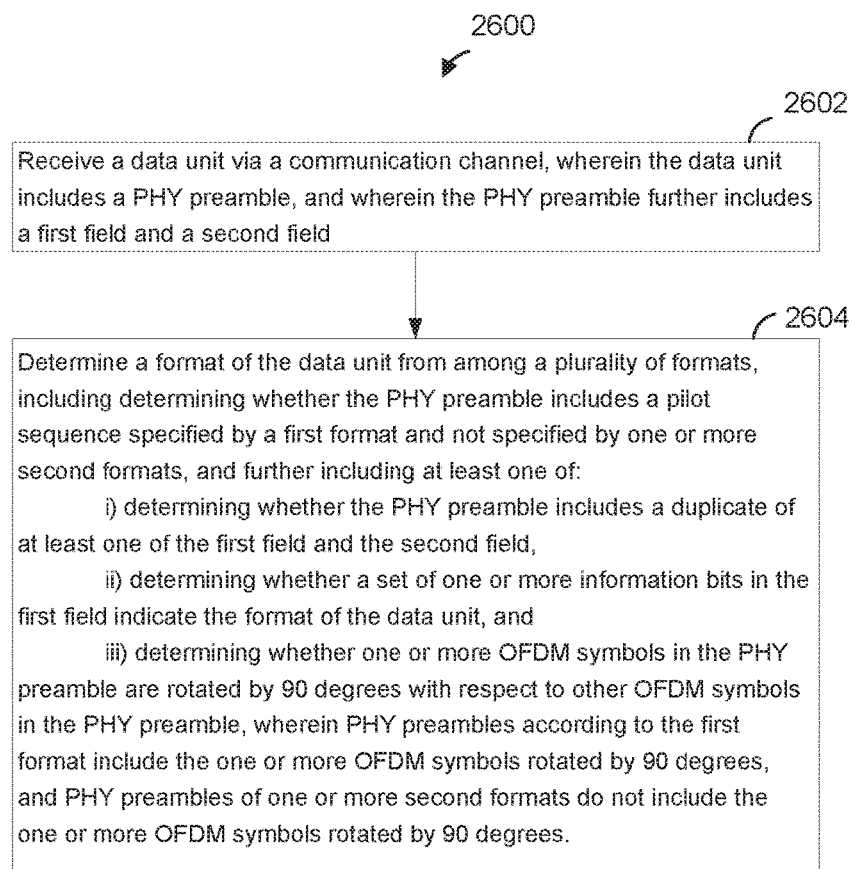 2600
2602
Receive a data unit via a communication channel, wherein the data unit
includes a PHY preamble, and wherein the PHY preamble further includes
a first field and a second field
2604
Determine a format of the data unit from among a plurality of formats,
including determining whether the PHY preamble includes a pilot
sequence specified by a first format and not specified by one or more
second formats, and further including at least one of:
i) determining whether the PHY preamble includes a duplicate of
at least one of the first field and the second field,
ii) determining whether a set of one or more information bits in the
first field indicate the format of the data unit, and
iii) determining whether one or more OFDM symbols in the PHY
preamble are rotated by 90 degrees with respect to other OFDM symbols
in the PHY preamble, wherein PHY preambles according to the first
format include the one or more OFDM symbols rotated by 90 degrees,
and PHY preambles of one or more second formats do not include the
one or more OFDM symbols rotated by 90 degrees.